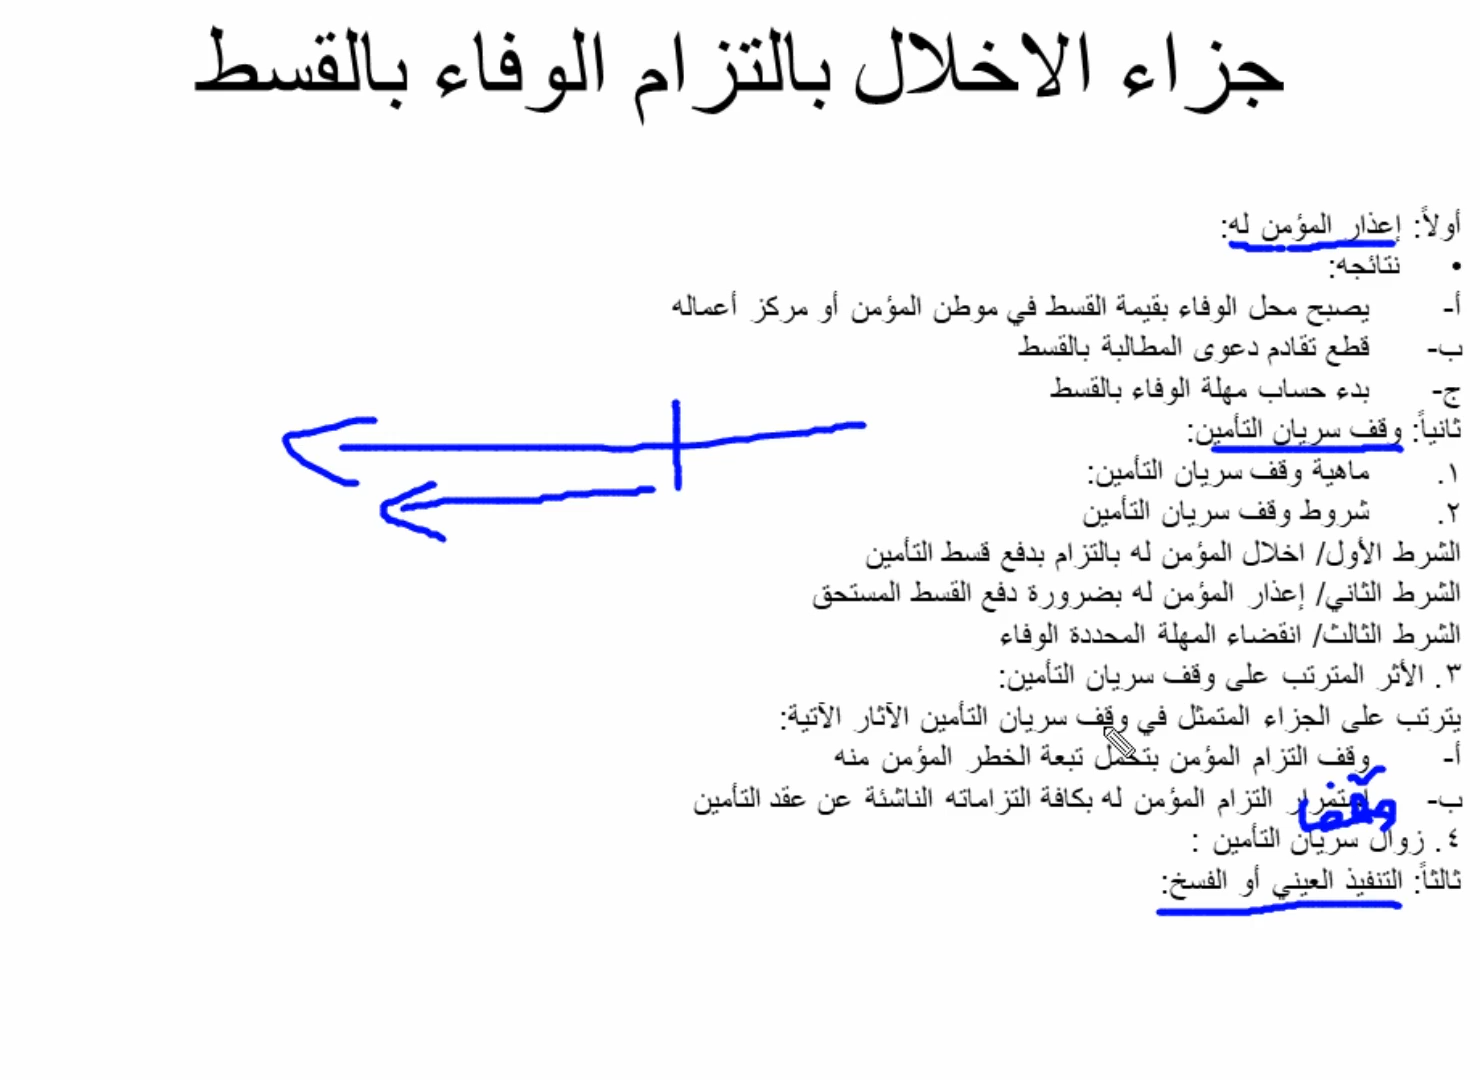 جزاء الاخلال بالتزام الوفاء بالقسط
أولاً: إعذار المؤمن له:
• نتائجه:
أ- يصبح محل الوفاء بقيمة القسط في موطن المؤمن أو مركز أعماله
ب- قطع تقادم دعوى المطالبة بالقسط
ج- بدء حساب مهلة الوفاء بالقسط
ثانياً: وقف سريان التأمين:
١. ماهية وقف سريان التأمين:
٢. شروط وقف سريان التأمين
الشرط الأول/ اخلال المؤمن له بالتزام بدفع قسط التأمين
الشرط الثاني/ إعذار المؤمن له بضرورة دفع القسط المستحق
الشرط الثالث/ انقضاء المهلة المحددة الوفاء
٣. الأثر المترتب على وقف سريان التأمين:
يترتب على الجزاء المتمثل في وقف سريان التأمين الآثار الآتية:
أ- وقف التزام المؤمن بتحمل تبعة الخطر المؤمن منه
ب- استمرار التزام المؤمن له بكافة التزاماته الناشئة عن عقد التأمين
٤. زوال سريان التأمين :
ثالثاً: التنفيذ العيني أو الفسخ: